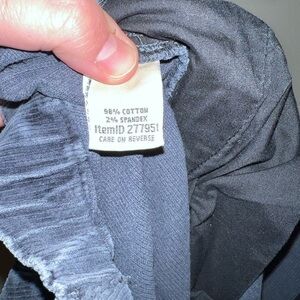 98% COTTON
2% SPANDEX
ItemID 277951
CARE ON REVERSE